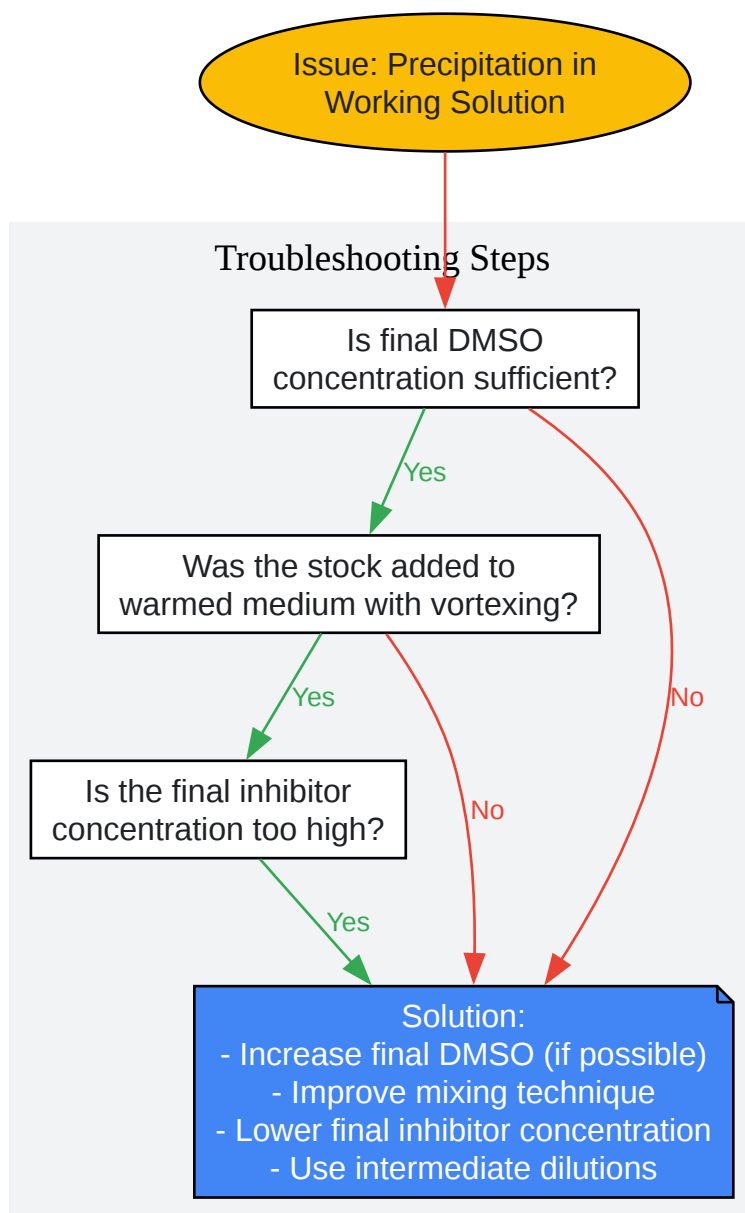 Issue: Precipitation in
Working Solution
Troubleshooting Steps
Is final DMSO
concentration sufficient?
Yes
Was the stock added to
warmed medium with vortexing?
Yes
No
Is the final inhibitor
concentration too high?
No
Yes
Solution:
- Increase final DMSO (if possible)
- Improve mixing technique
- Lower final inhibitor concentration
- Use intermediate dilutions